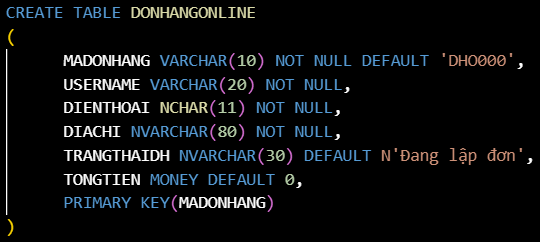 CREATE TABLE DONHANGONLINE
(
MADONHANG VARCHAR(10) NOT NULL DEFAULT 'DHO000',
USERNAME VARCHAR(20) NOT NULL,
DIENTHOAI NCHAR(11) NOT NULL,
DIACHI NVARCHAR(80) NOT NULL,
TRANGTHAIDH NVARCHAR(30) DEFAULT N'Đang lập đơn',
TONGTIEN MONEY DEFAULT 0,
PRIMARY KEY(MADONHANG)
)